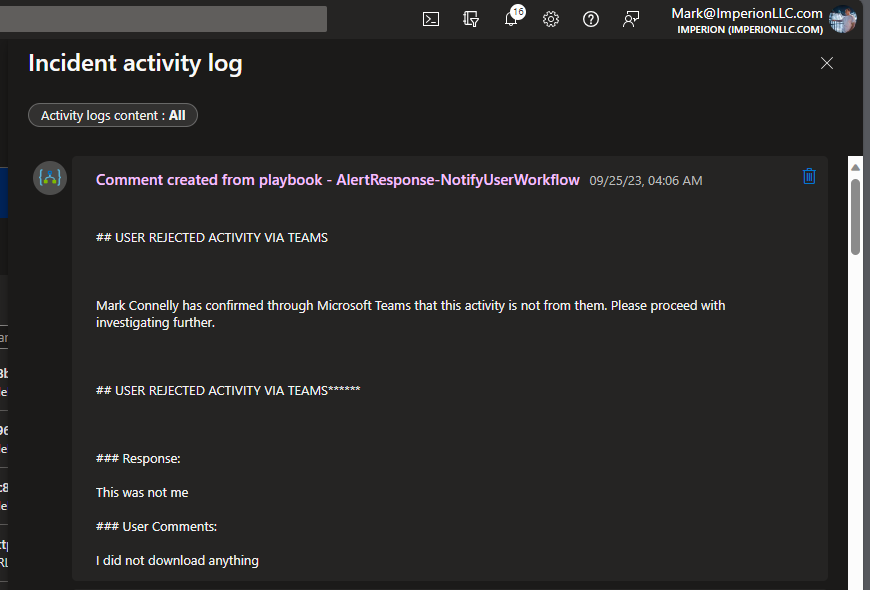 16
Mark@ImperionLLC.com
IMPERION (IMPERIONLLC.COM)
Incident activity log
Activity logs content : All
Comment created from playbook - AlertResponse-NotifyUserWorkflow 09/25/23, 04:06 AM
## USER REJECTED ACTIVITY VIA TEAMS
Mark Connelly has confirmed through Microsoft Teams that this activity is not from them. Please proceed with
investigating further.
## USER REJECTED ACTIVITY VIA TEAMS******
### Response:
This was not me
### User Comments:
I did not download anything